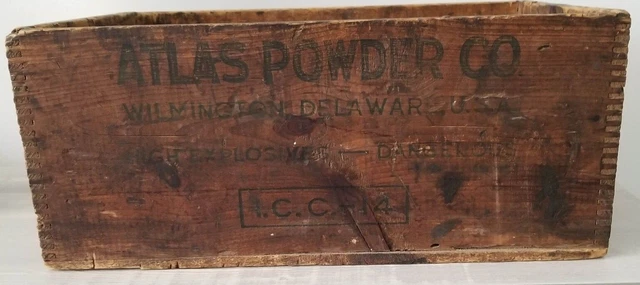 ATLAS POWDER CO.
WILMINGTON, DELAWARE, U.S.A.
HIGH EXPLOSIVES — DANGEROUS
I.C.C.-14